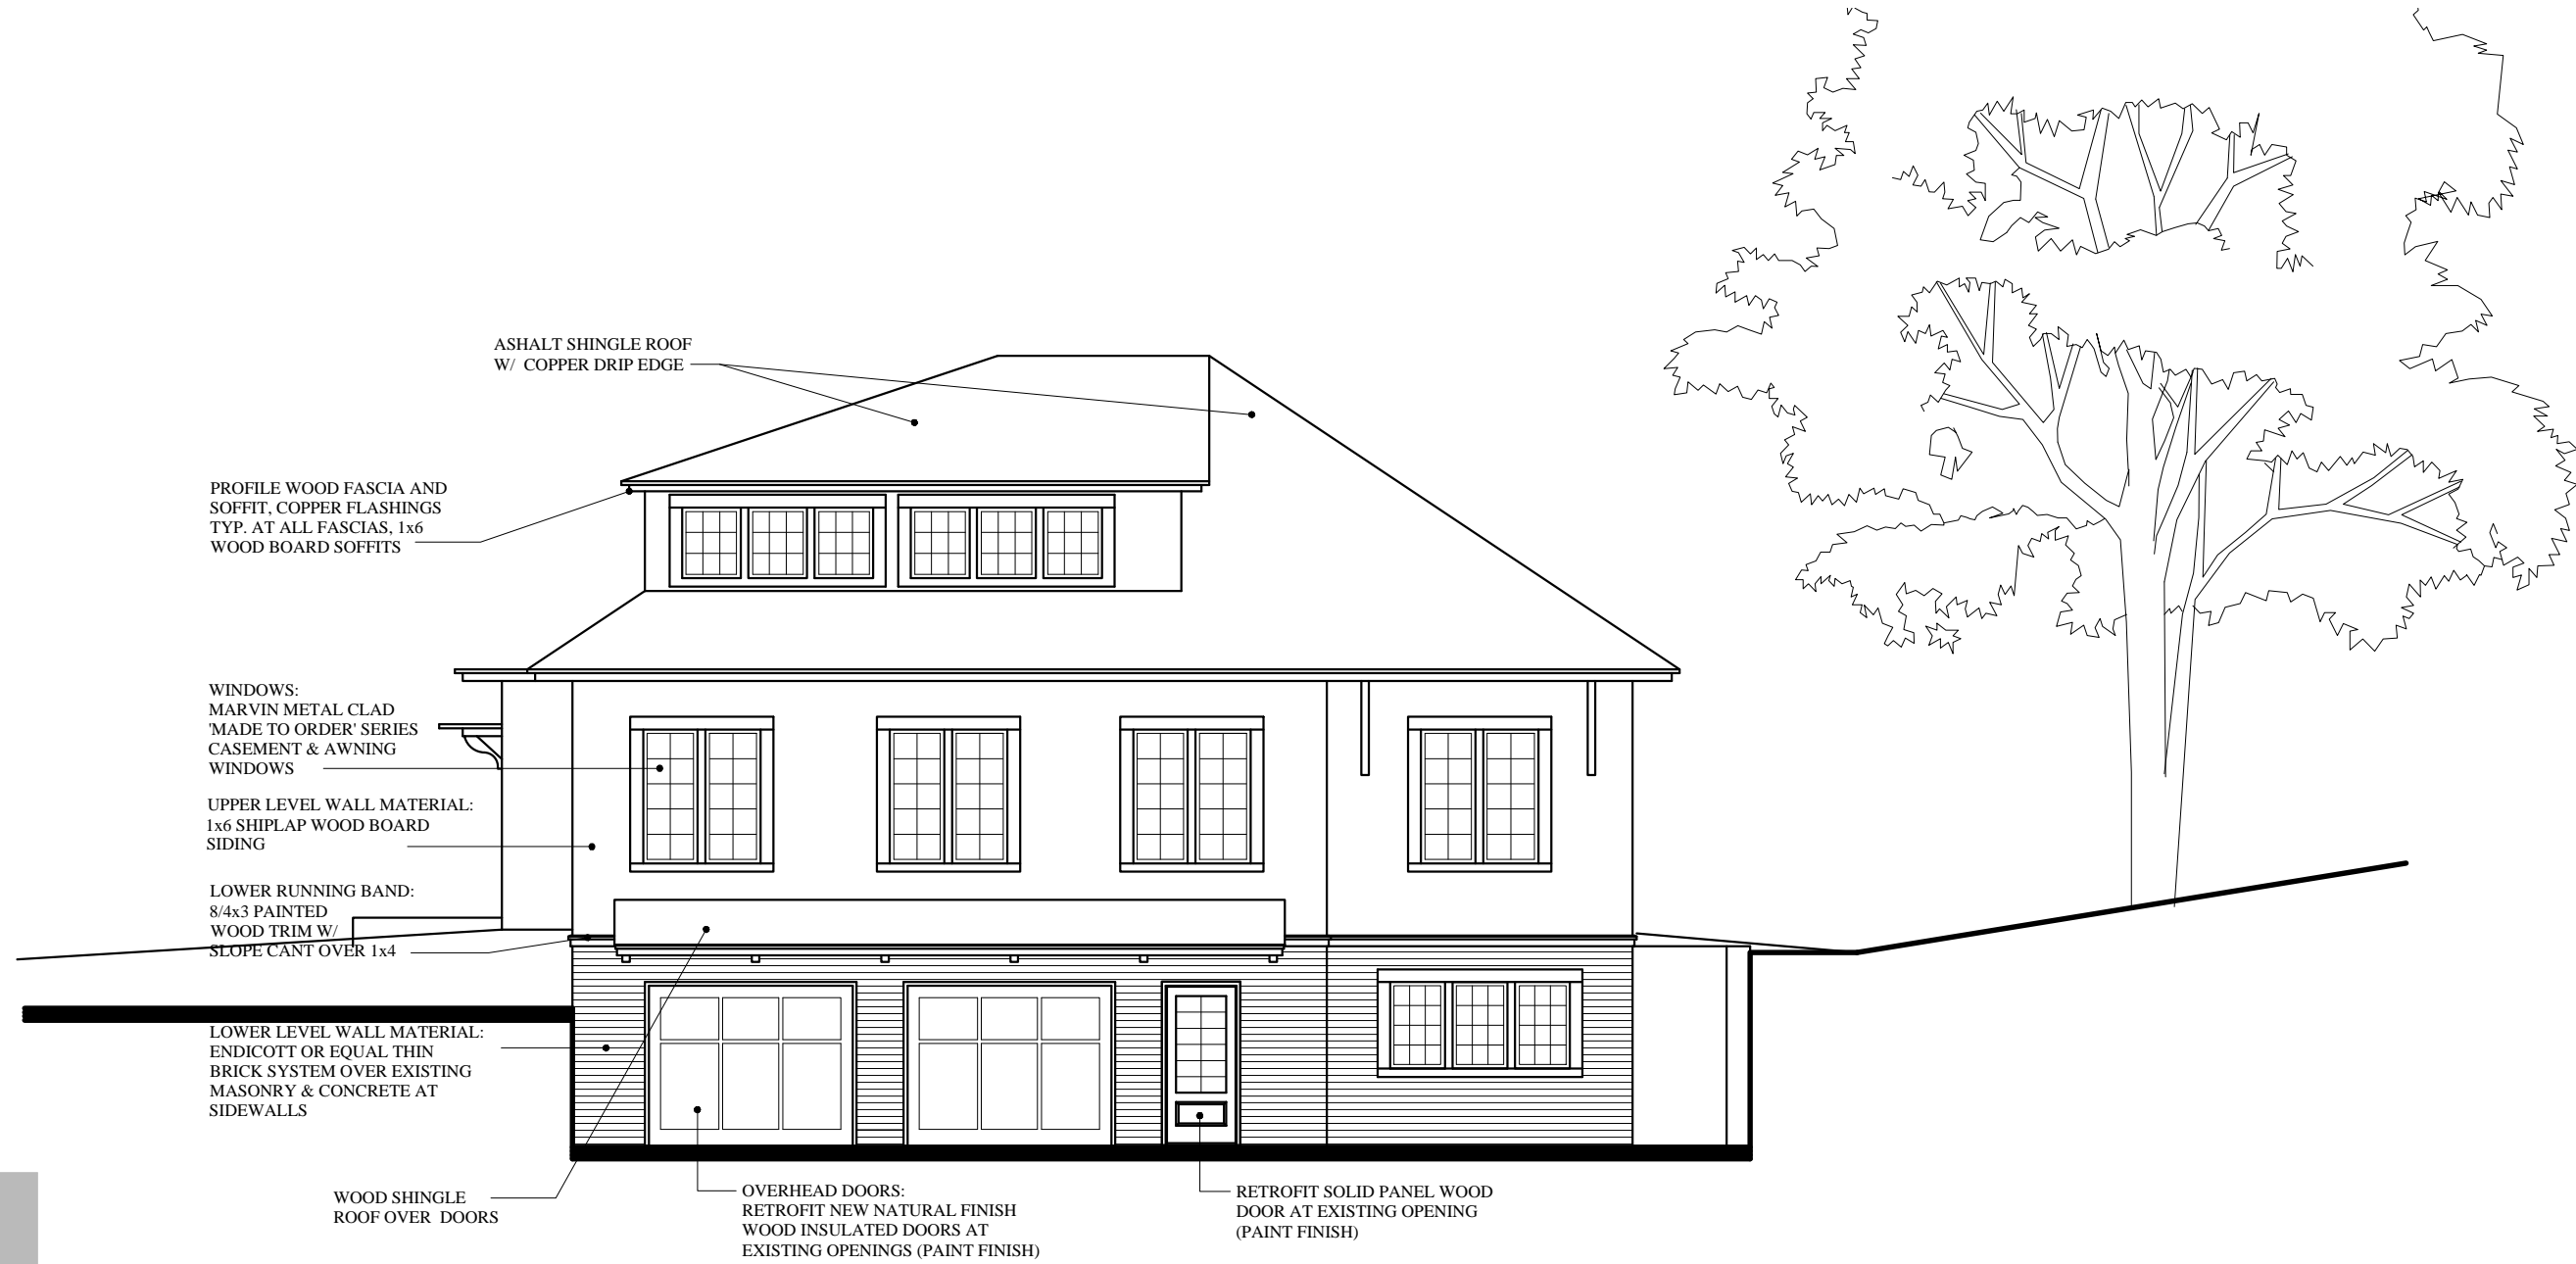 ASHALT SHINGLE ROOF
W/ COPPER DRIP EDGE
PROFILE WOOD FASCIA AND
SOFFIT, COPPER FLASHINGS
TYP. AT ALL FASCIAS, 1x6
WOOD BOARD SOFFITS
WINDOWS:
MARVIN METAL CLAD
'MADE TO ORDER' SERIES
CASEMENT & AWNING
WINDOWS
UPPER LEVEL WALL MATERIAL:
1x6 SHIPLAP WOOD BOARD
SIDING
LOWER RUNNING BAND:
8/4x3 PAINTED
WOOD TRIM W/
SLOPE CANT OVER 1x4
LOWER LEVEL WALL MATERIAL:
ENDICOTT OR EQUAL THIN
BRICK SYSTEM OVER EXISTING
MASONRY & CONCRETE AT
SIDEWALLS
WOOD SHINGLE
ROOF OVER DOORS
OVERHEAD DOORS:
RETROFIT NEW NATURAL FINISH
WOOD INSULATED DOORS AT
EXISTING OPENINGS (PAINT FINISH)
RETROFIT SOLID PANEL WOOD
DOOR AT EXISTING OPENING
(PAINT FINISH)